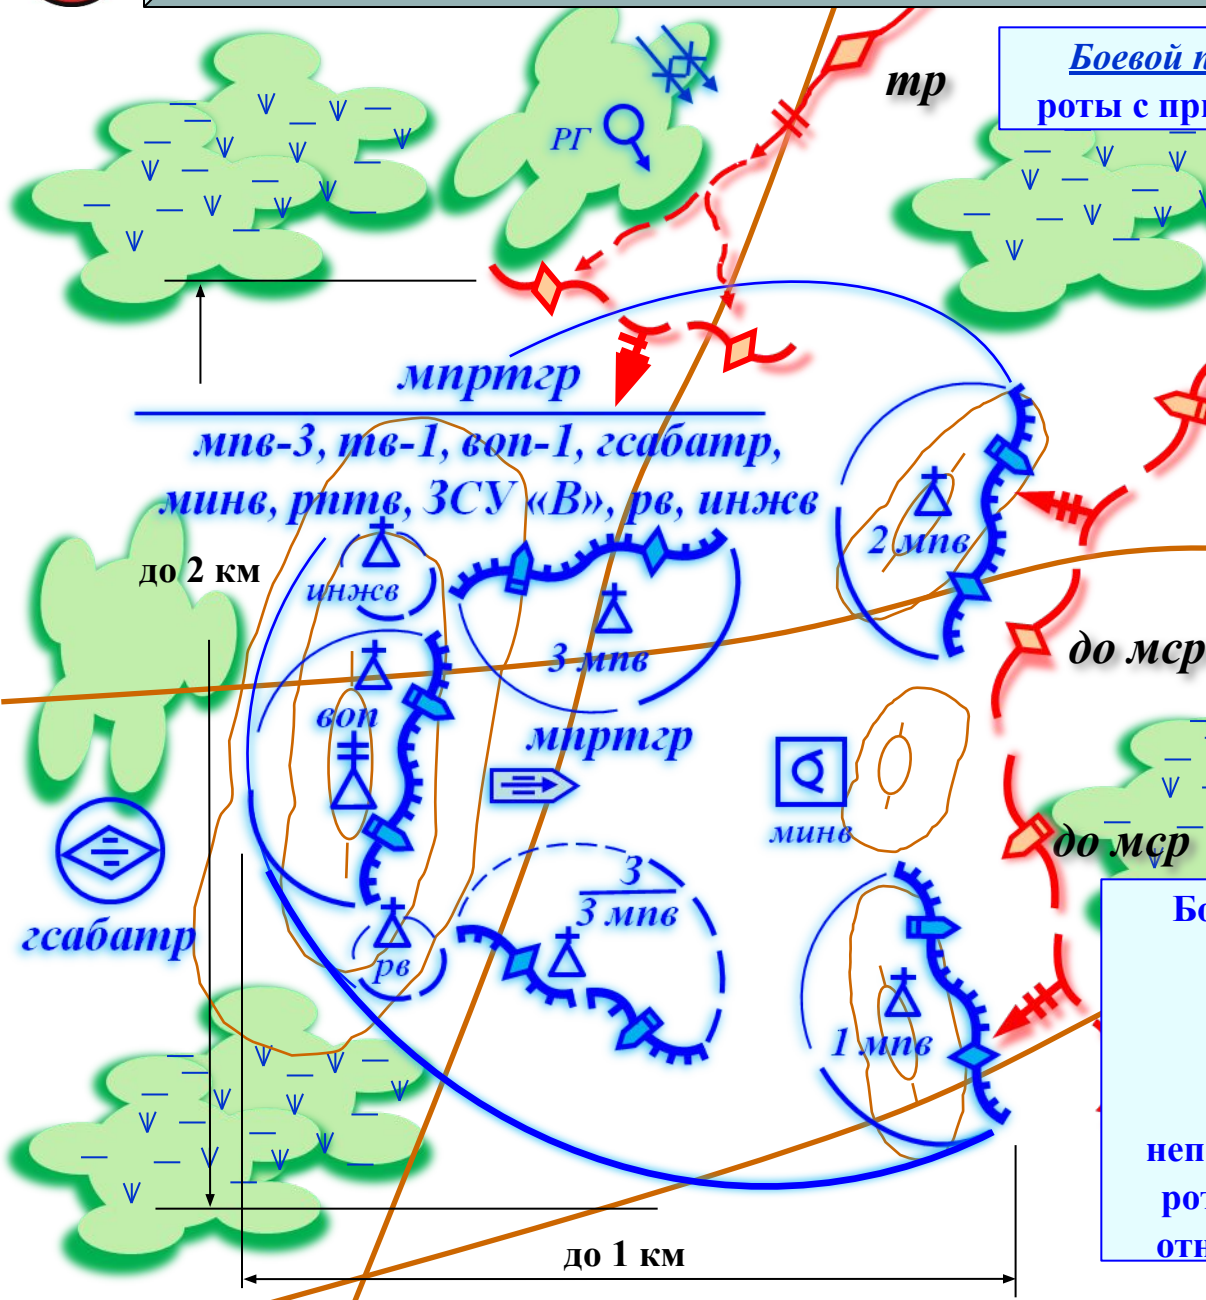 Боевой п
роты с при
тр
РГ
мпртгр
мпв-3, тв-1, воп-1, гсабатр,
минв, рптв, ЗСУ «В», рв, инжв
2 мпв
до 2 км
инжв
3 мпв
до мср
воп
мпртгр
минв
до мср
3
3 мпв
Бо
гсабатр
рв
1 мпв
неп
рот
отн
до 1 км